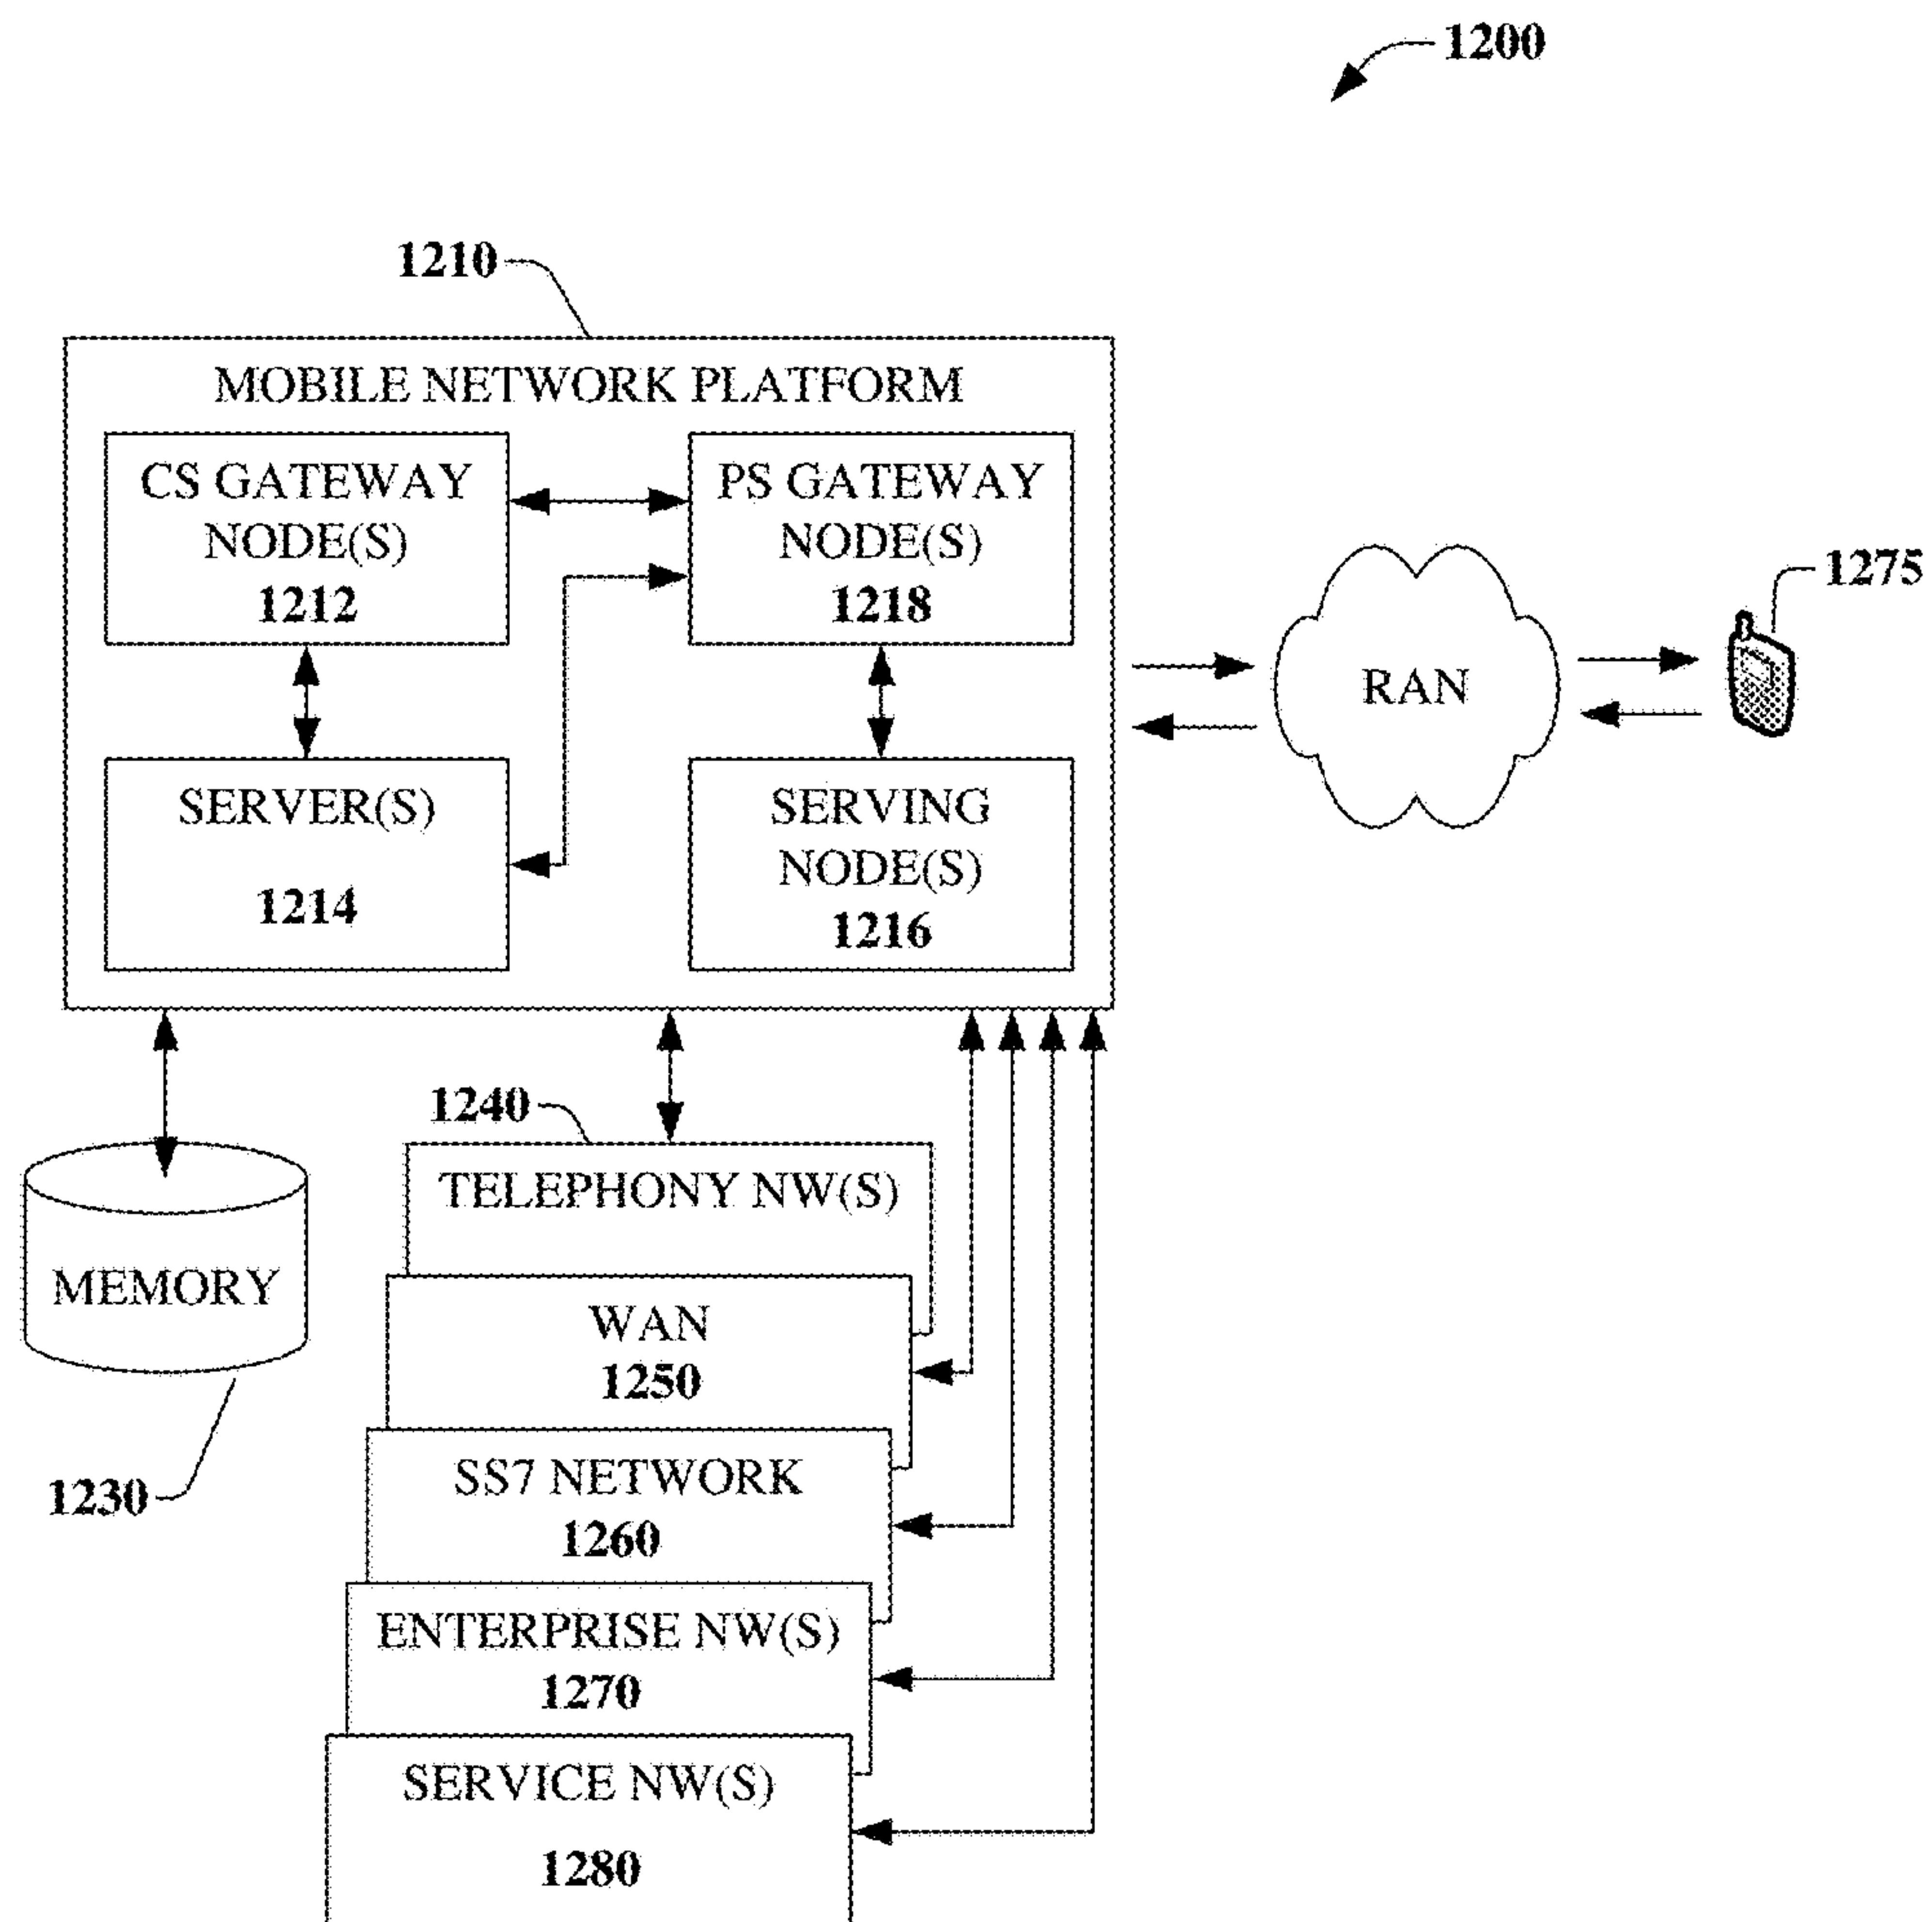 1200
1210
MOBILE NETWORK PLATFORM
CS GATEWAY
NODE(S)
1212
PS GATEWAY
NODE(S)
1218
SERVER(S)
1214
SERVING
NODE(S)
1216
RAN
1275
1240
TELEPHONY NW(S)
MEMORY
1230
WAN
1250
SS7 NETWORK
1260
ENTERPRISE NW(S)
1270
SERVICE NW(S)
1280